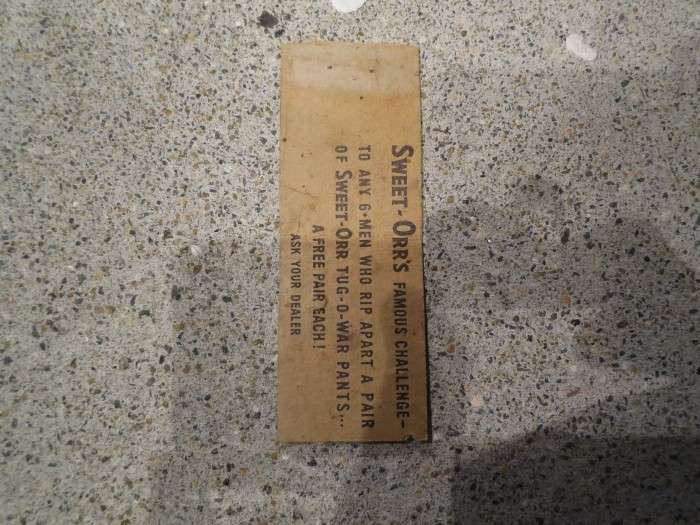 SWEET-ORR'S FAMOUS CHALLENGE-
TO ANY 6-MEN WHO RIP APART A PAIR
OF SWEET-ORR TUG-O-WAR PANTS...
A FREE PAIR EACH!
ASK YOUR DEALER